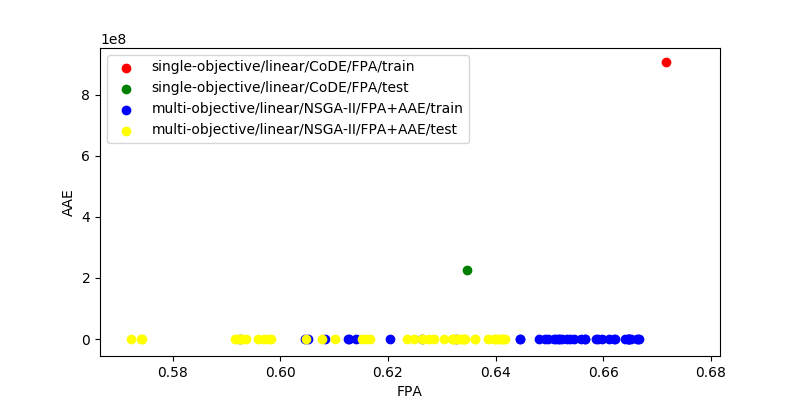 1e8
single-objective/linear/CoDE/FPA/train
single-objective/linear/CoDE/FPA/test
multi-objective/linear/NSGA-II/FPA+AAE/train
multi-objective/linear/NSGA-II/FPA+AAE/test
8
6
4
2
0
AAE
0.58
0.60
0.62
0.64
0.66
0.68
FPA